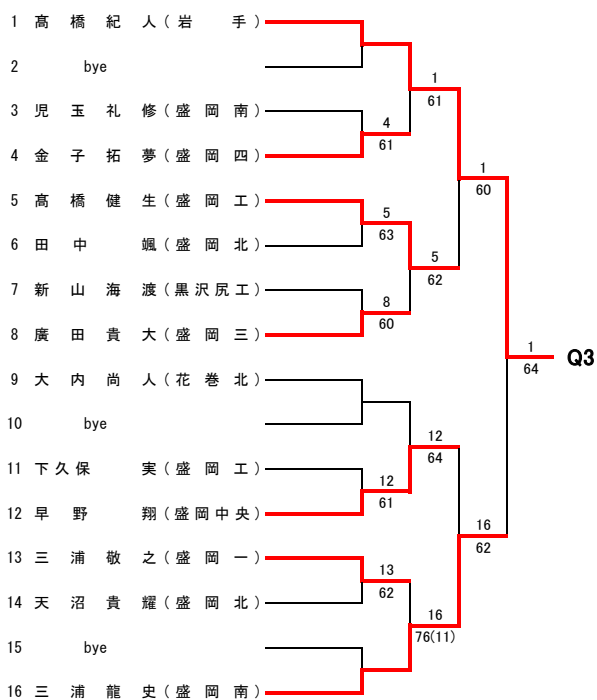 1 髙橋紀人(岩手)
2 bye
1
61
3 児玉礼修(盛岡南)
4
61
4 金子拓夢(盛岡四)
1
60
5 髙橋健生(盛岡工)
5
63
6 田中颯(盛岡北)
5
62
7 新山海渡(黒沢尻工)
8
60
8 廣田貴大(盛岡三)
1
64
Q3
9 大内尚人(花巻北)
10 bye
12
64
11 下久保実(盛岡工)
12
61
12 早野翔(盛岡中央)
16
62
13 三浦敬之(盛岡一)
13
62
14 天沼貴耀(盛岡北)
16
76(11)
15 bye
16 三浦龍史(盛岡南)